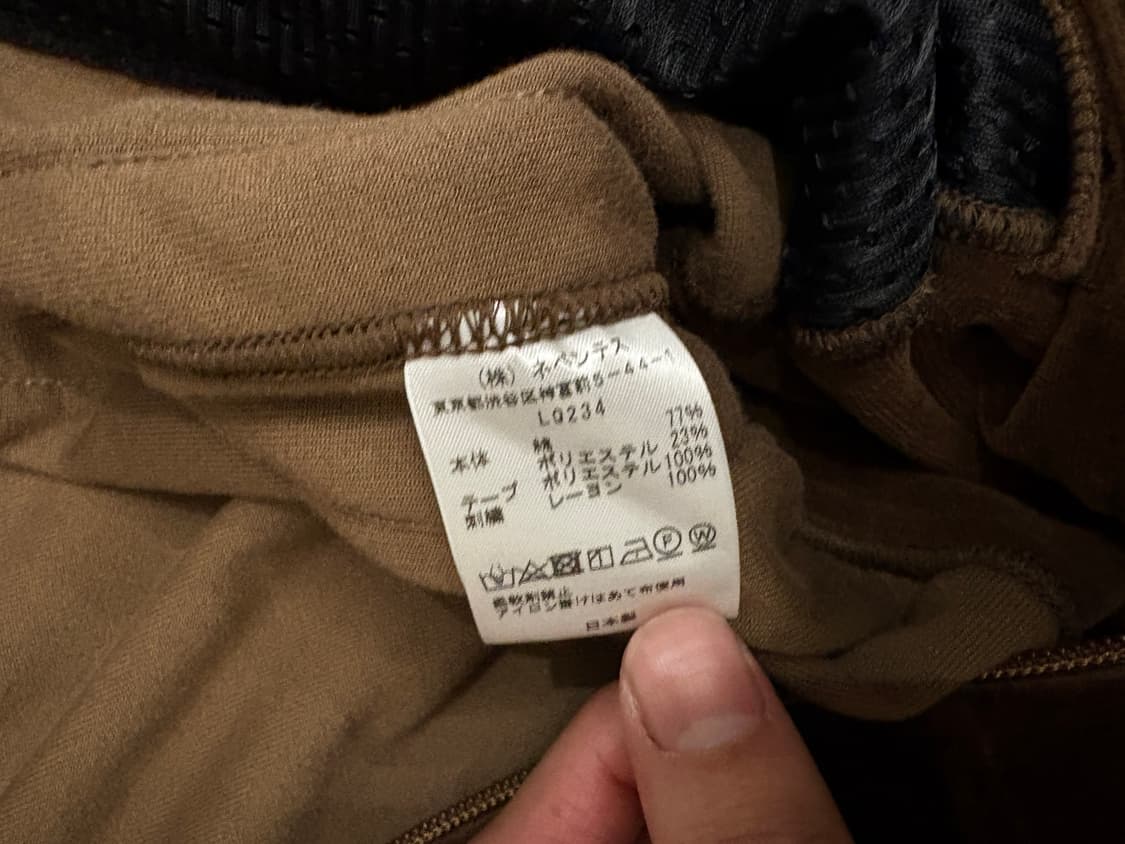 (株) ネペンテス
東京都渋谷区神宮前5-44-1
LQ234
本体 綿 77%
ポリエステル 23%
テープ ポリエステル 100%
刺繍 レーヨン 100%
F W
柔軟剤禁止
アイロン掛けはあて布使用
日本製